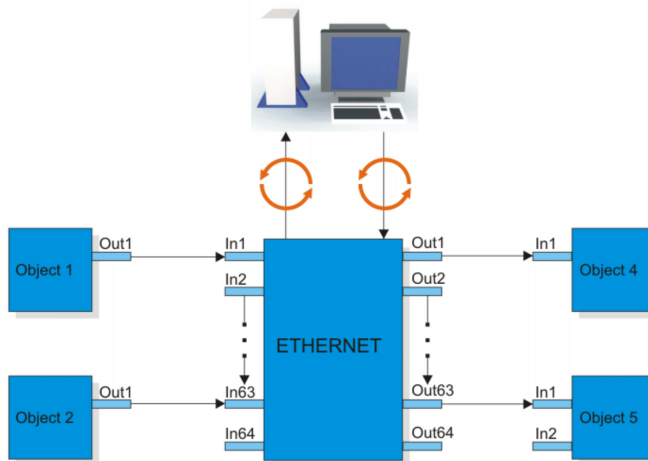 Out1
In1
Out1
In1
Object 1
In2
Out2
Object 4
ETHERNET
Out1
In63
Out63
In1
Object 2
In64
Out64
In2
Object 5